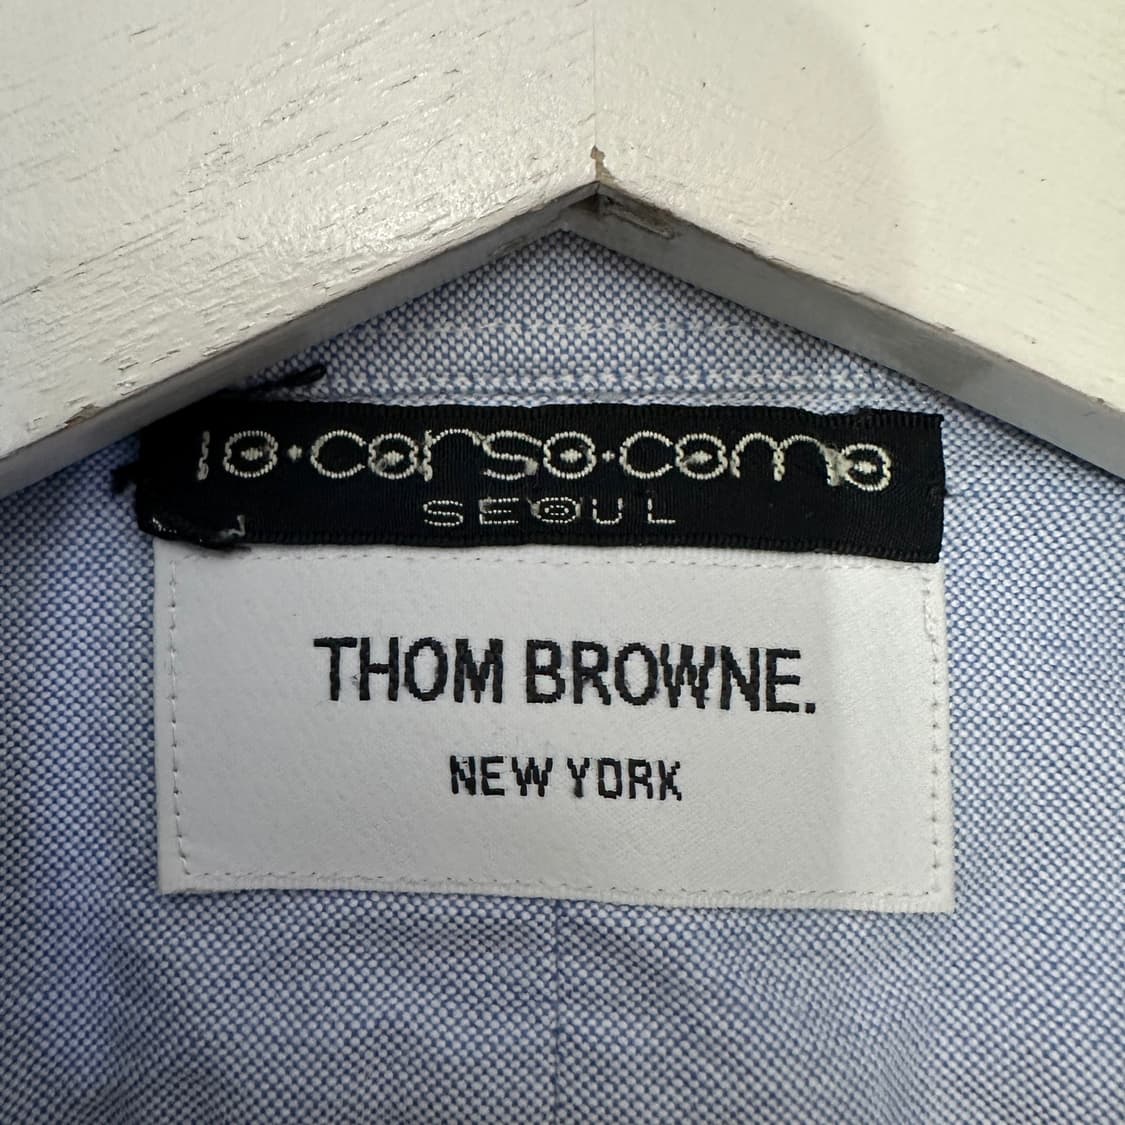 10·corso·como
SEOUL
THOM BROWNE.
NEW YORK